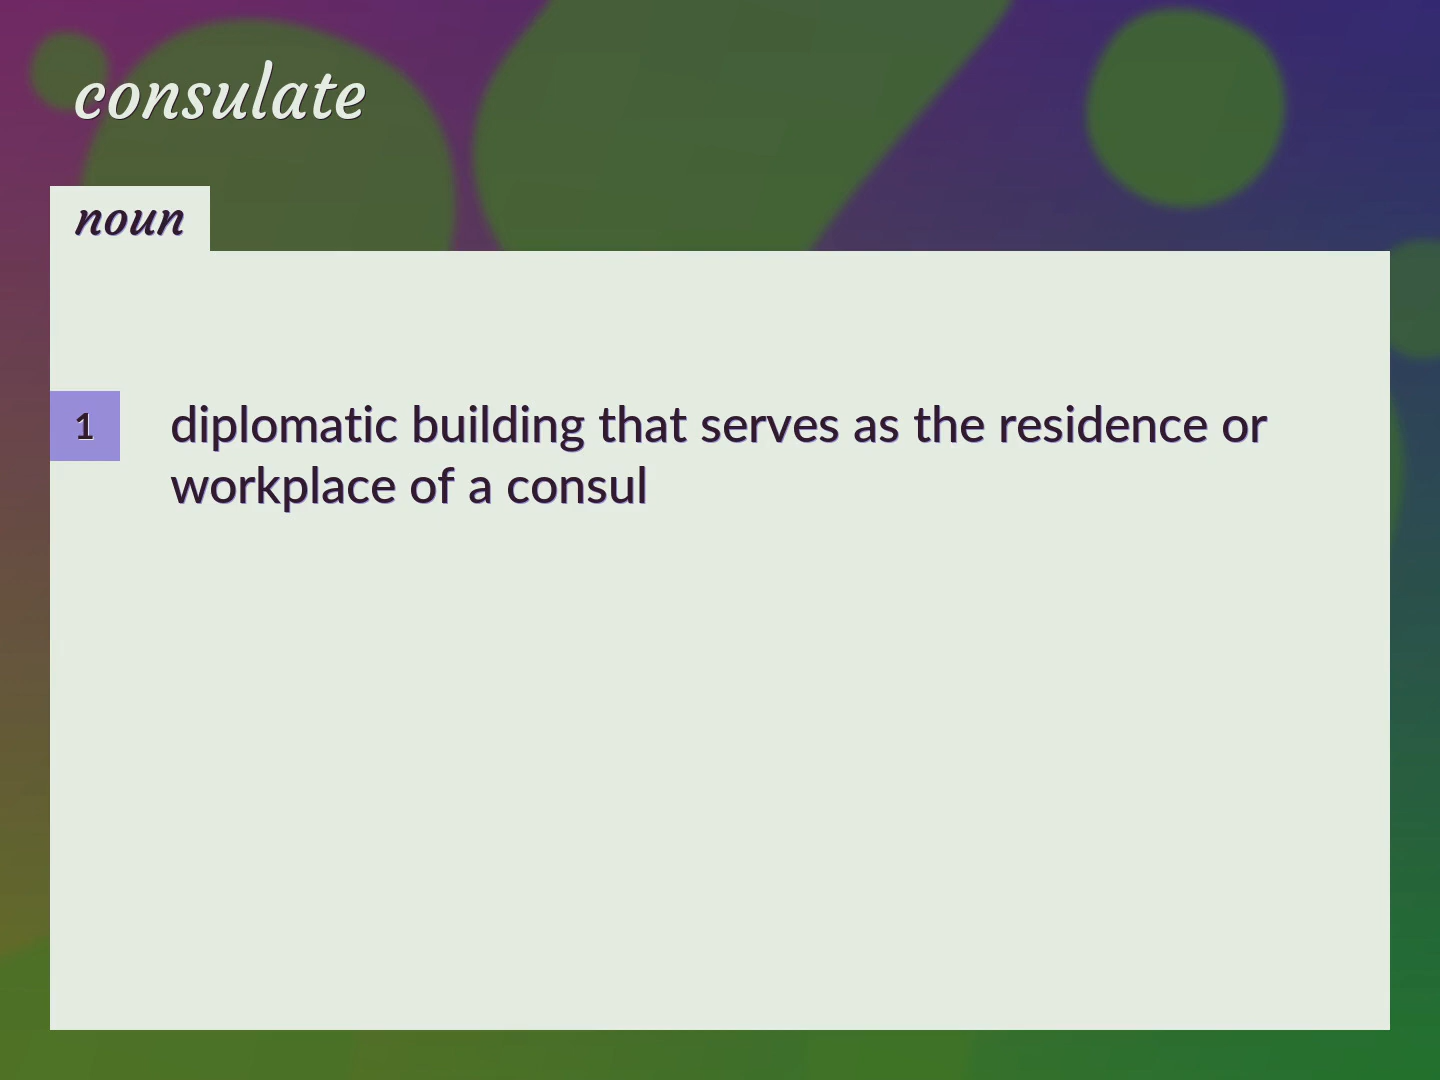 consulate
noun
1
diplomatic building that serves as the residence or
workplace of a consul